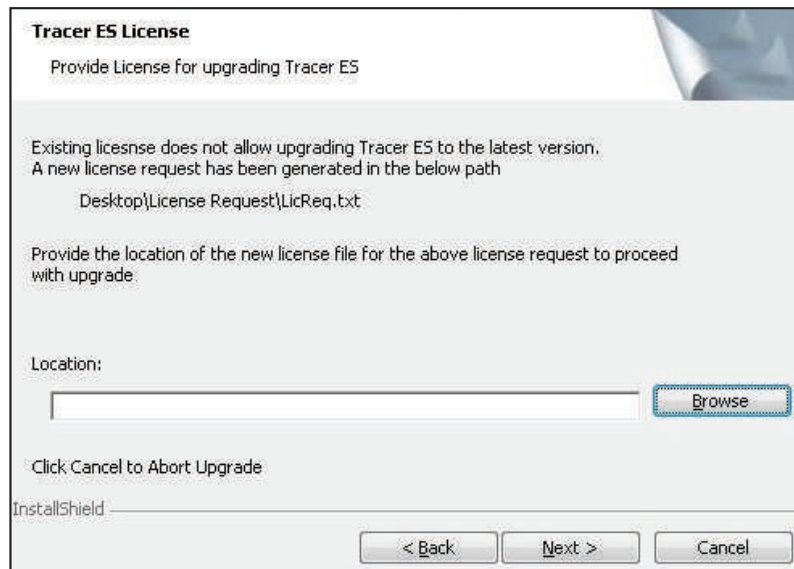 Tracer ES License
Provide License for upgrading Tracer ES
Existing licesnse does not allow upgrading Tracer ES to the latest version.
A new license request has been generated in the below path
Desktop\License Request\LicReq.txt
Provide the location of the new license file for the above license request to proceed
with upgrade
Location:
Browse
Click Cancel to Abort Upgrade
InstallShield
< Back
Next >
Cancel